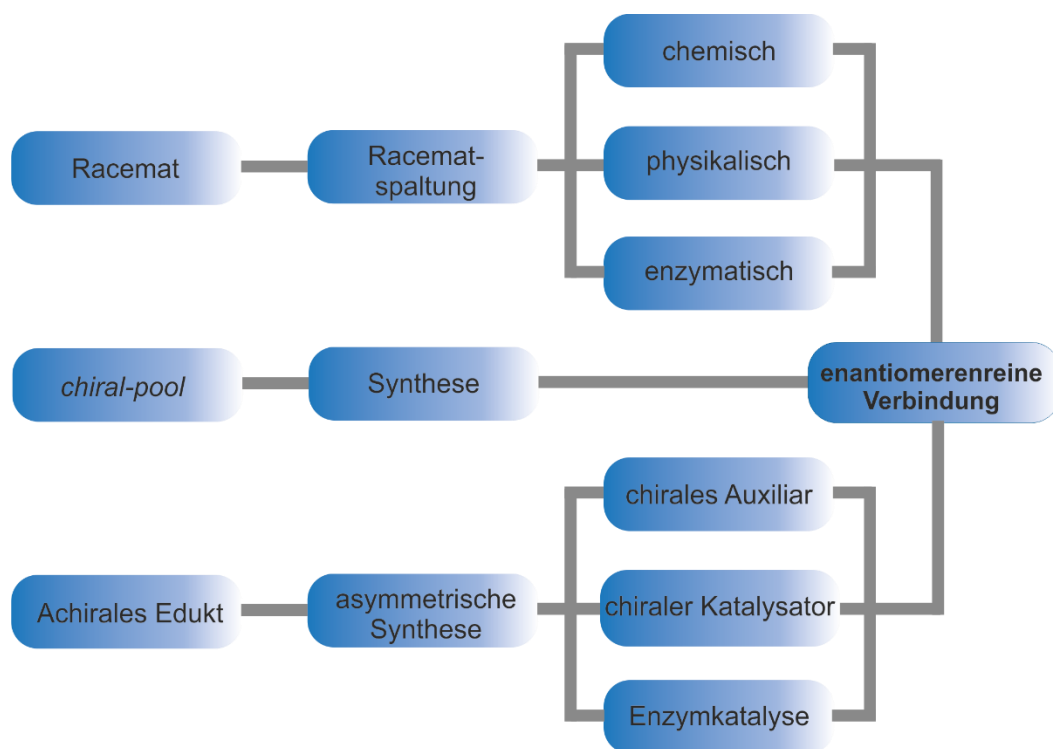 chemisch
Racemat
Racemat-
spaltung
physikalisch
enzymatisch
chiral-pool
Synthese
enantiomerenreine
Verbindung
chirales Auxiliar
Achirales Edukt
asymmetrische
Synthese
chiraler Katalysator
Enzymkatalyse